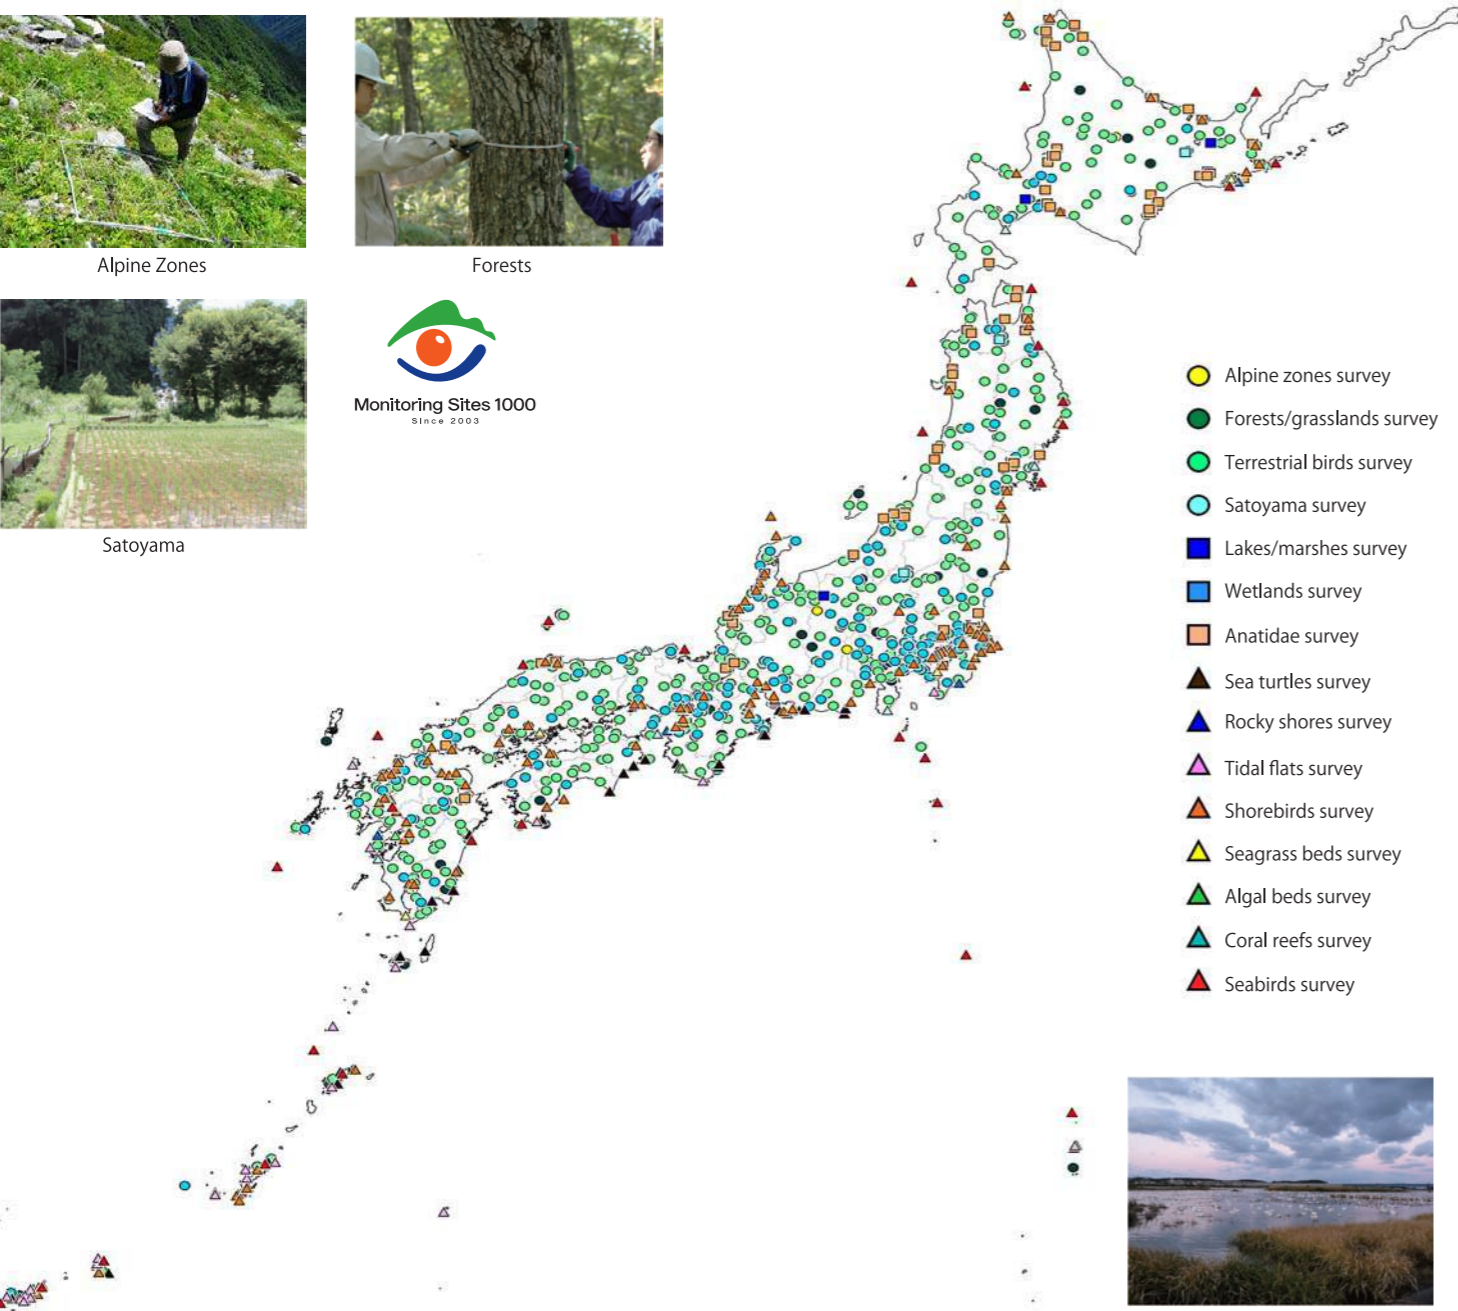 Alpine Zones
Forests
Monitoring Sites 1000
Since 2003
Satoyama
Alpine zones survey
Forests/grasslands survey
Terrestrial birds survey
Satoyama survey
Lakes/marshes survey
Wetlands survey
Anatidae survey
Sea turtles survey
Rocky shores survey
Tidal flats survey
Shorebirds survey
Seagrass beds survey
Algal beds survey
Coral reefs survey
Seabirds survey